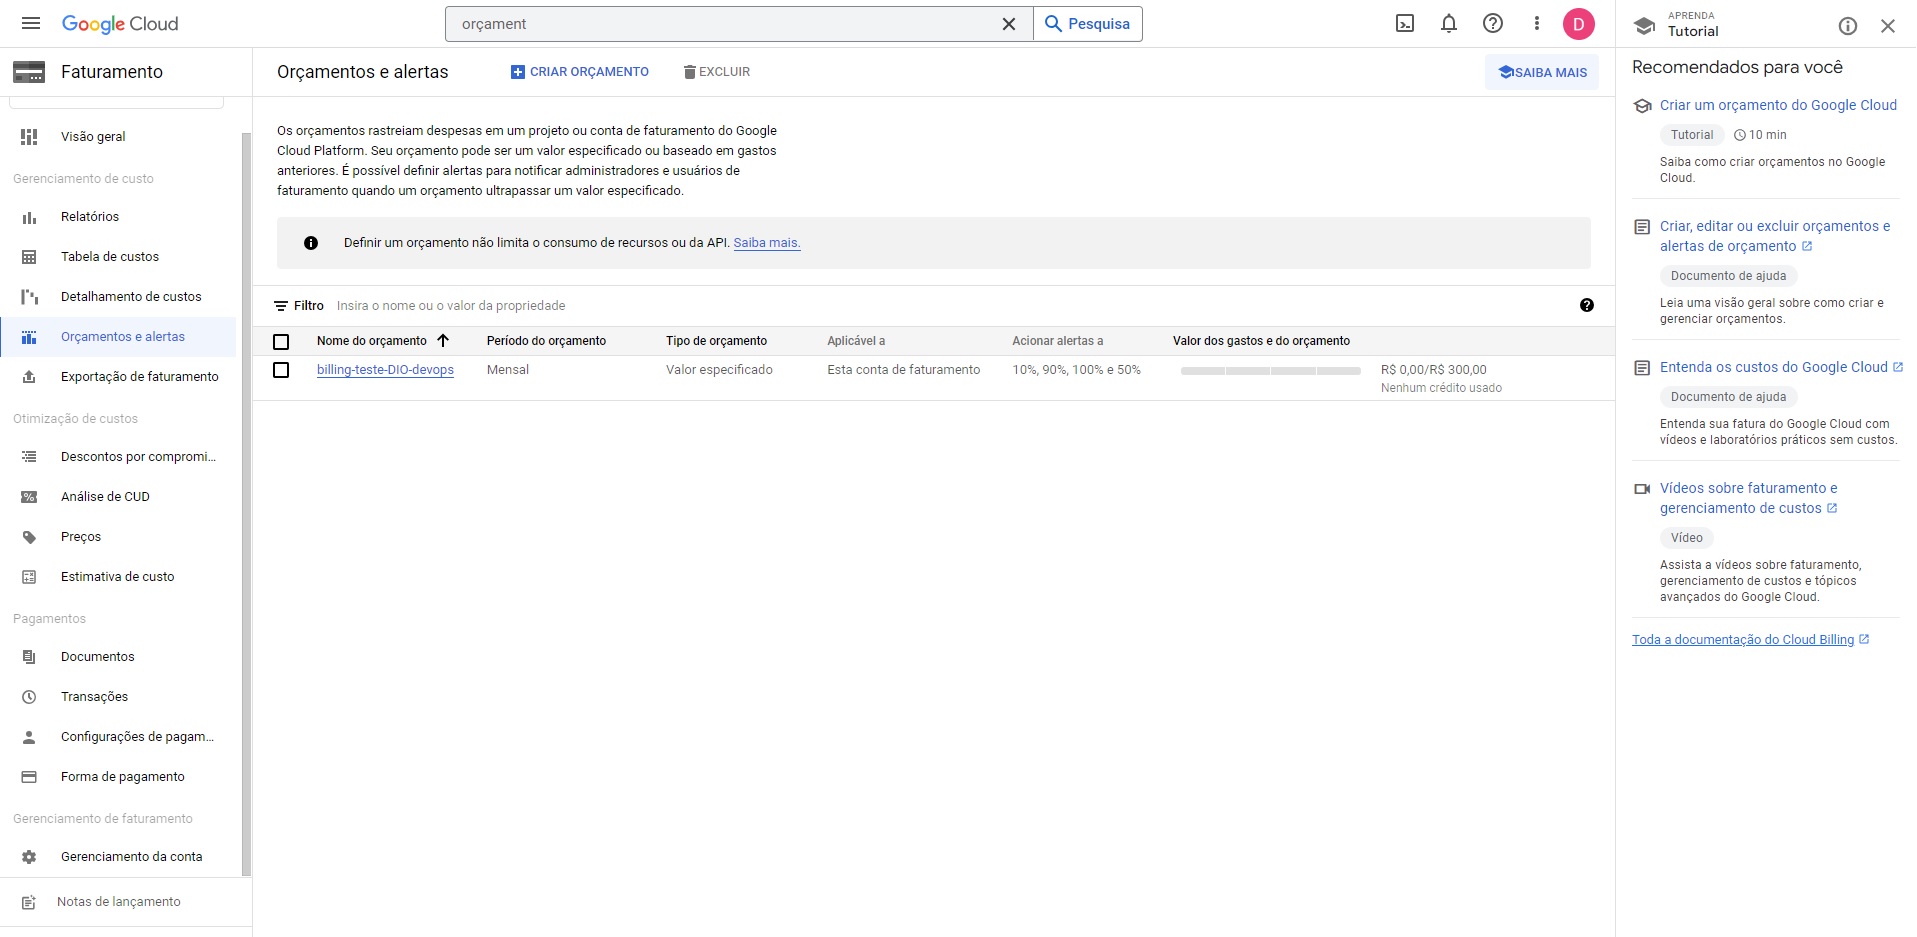 Google Cloud
orçament
Pesquisa
D
APRENDA
Tutorial
Faturamento
Orçamentos e alertas
CRIAR ORÇAMENTO
EXCLUIR
SAIBA MAIS
Visão geral
Gerenciamento de custo
Relatórios
Tabela de custos
Detalhamento de custos
Orçamentos e alertas
Exportação de faturamento
Otimização de custos
Descontos por compromi...
Análise de CUD
Preços
Estimativa de custo
Pagamentos
Documentos
Transações
Configurações de pagam...
Forma de pagamento
Gerenciamento de faturamento
Gerenciamento da conta
Notas de lançamento
Os orçamentos rastreiam despesas em um projeto ou conta de faturamento do Google
Cloud Platform. Seu orçamento pode ser um valor especificado ou baseado em gastos
anteriores. É possível definir alertas para notificar administradores e usuários de
faturamento quando um orçamento ultrapassar um valor especificado.
Definir um orçamento não limita o consumo de recursos ou da API. Saiba mais.
Filtro Insira o nome ou o valor da propriedade
Nome do orçamento Período do orçamento Tipo de orçamento Aplicável a Acionar alertas a Valor dos gastos e do orçamento
billing-teste-DIO-devops Mensal Valor especificado Esta conta de faturamento 10%, 90%, 100% e 50% R$ 0,00/R$ 300,00
Nenhum crédito usado
Recomendados para você
Criar um orçamento do Google Cloud
Tutorial 10 min
Saiba como criar orçamentos no Google
Cloud.
Criar, editar ou excluir orçamentos e
alertas de orçamento
Documento de ajuda
Leia uma visão geral sobre como criar e
gerenciar orçamentos.
Entenda os custos do Google Cloud
Documento de ajuda
Entenda sua fatura do Google Cloud com
vídeos e laboratórios práticos sem custos.
Vídeos sobre faturamento e
gerenciamento de custos
Vídeo
Assista a vídeos sobre faturamento,
gerenciamento de custos e tópicos
avançados do Google Cloud.
Toda a documentação do Cloud Billing